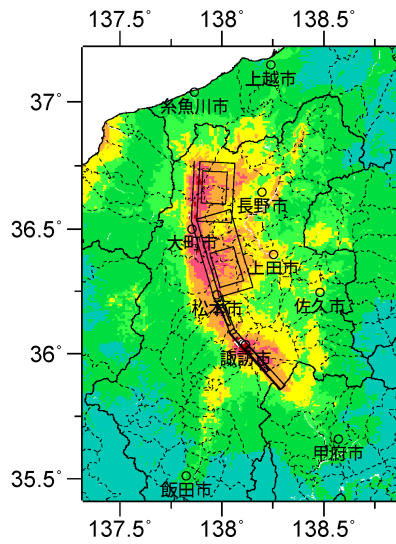 137.5° 138° 138.5°
上越市
37°
糸魚川市
長野市
36.5°
大町市
上田市
佐久市
松本市
36°
諏訪市
甲府市
35.5°
飯田市
137.5° 138° 138.5°